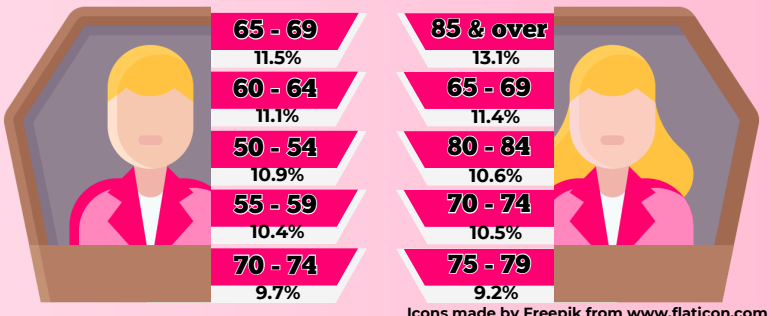 65 - 69
11.5%
60 - 64
11.1%
50 - 54
10.9%
55 - 59
10.4%
70 - 74
9.7%
85 & over
13.1%
65 - 69
11.4%
80 - 84
10.6%
70 - 74
10.5%
75 - 79
9.2%
Icons made by Freepik from www.flaticon.com